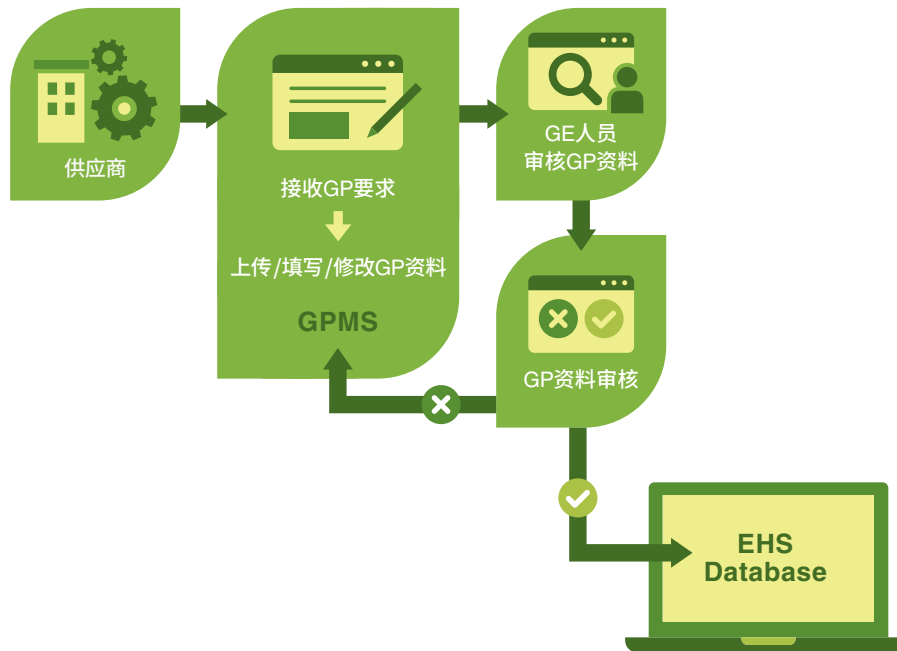 供应商
接收GP要求
上传/填写/修改GP资料
GPMS
GE人员
审核GP资料
GP资料审核
EHS
Database